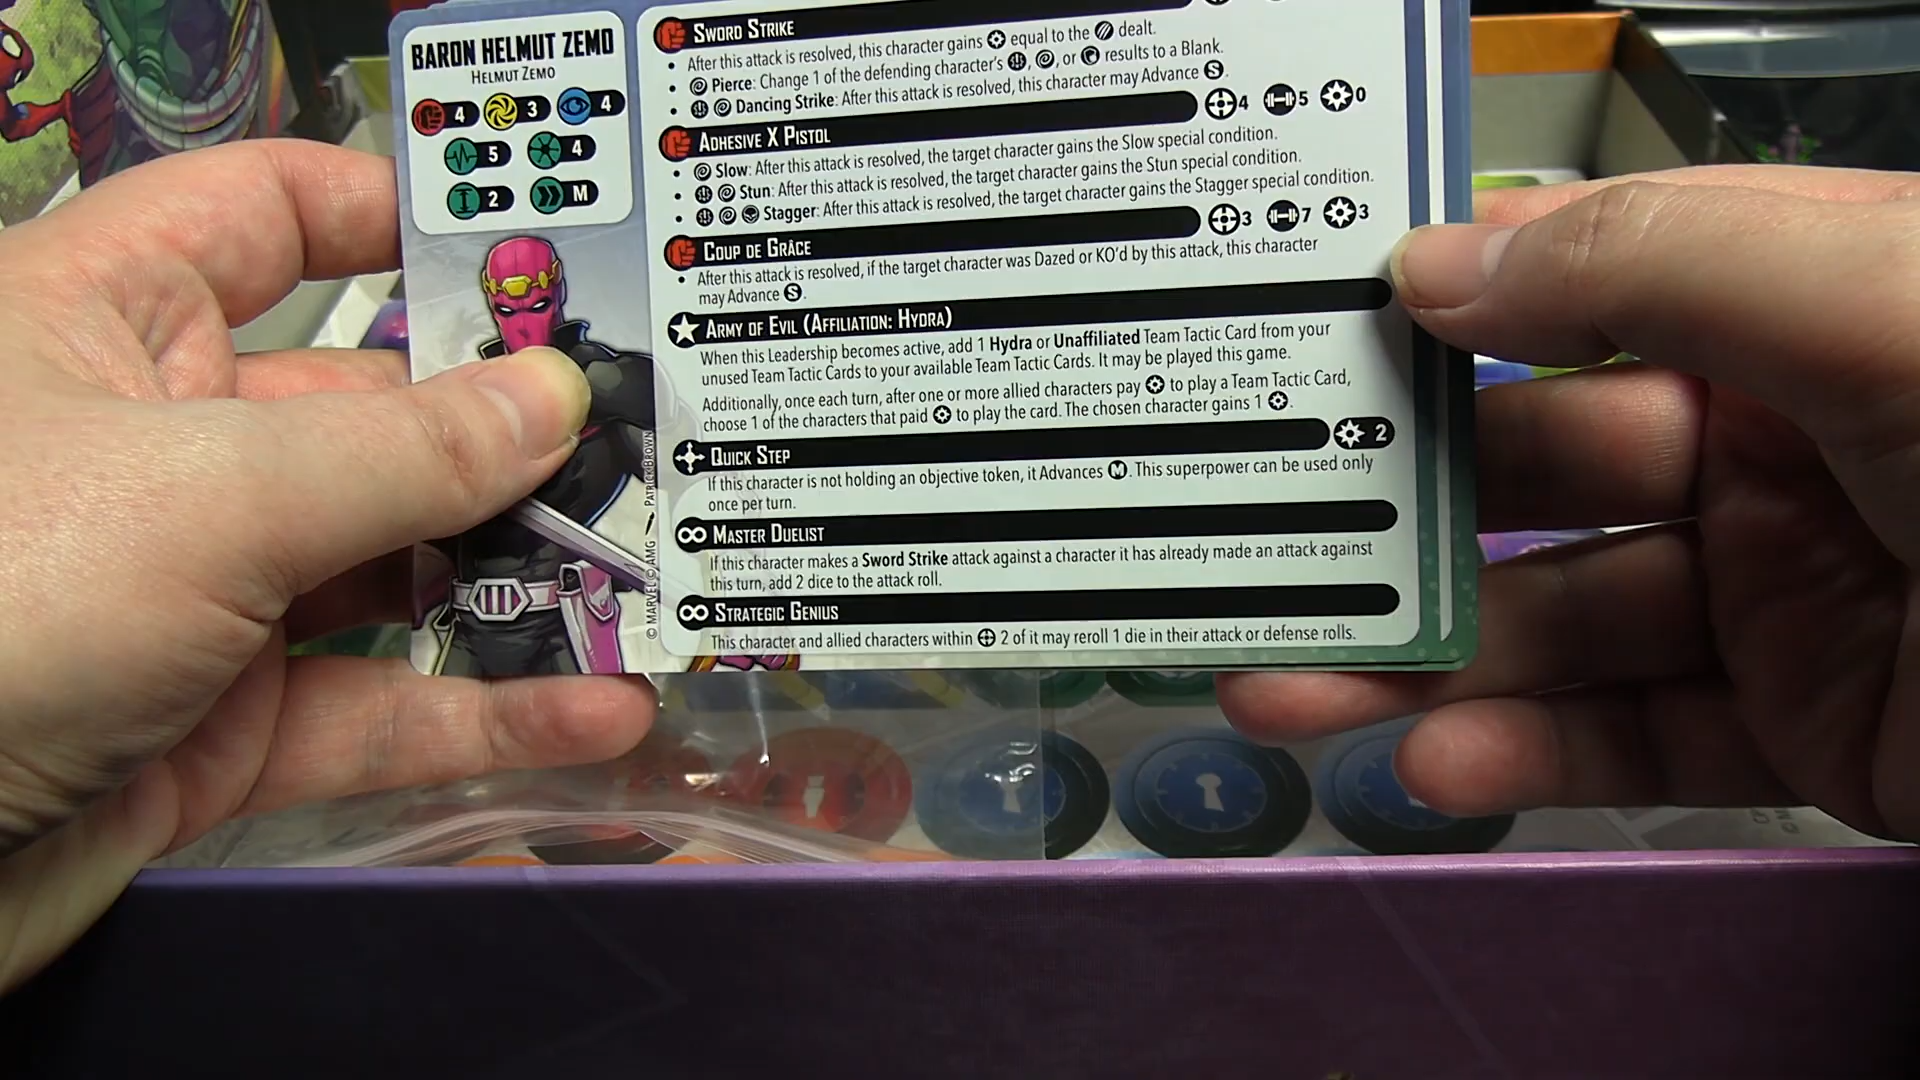 BARON HELMUT ZEMO
HELMUT ZEMO
4 3 4
5 4
2 M
SWORD STRIKE
After this attack is resolved, this character gains equal to the dealt.
Pierce: Change 1 of the defending character's , , or results to a Blank.
Dancing Strike: After this attack is resolved, this character may Advance S.
ADHESIVE X PISTOL 4 5 0
Slow: After this attack is resolved, the target character gains the Slow special condition.
Stun: After this attack is resolved, the target character gains the Stun special condition.
Stagger: After this attack is resolved, the target character gains the Stagger special condition.
COUP DE GRÂCE 3 7 3
After this attack is resolved, if the target character was Dazed or KO'd by this attack, this character
may Advance S.
ARMY OF EVIL (AFFILIATION: HYDRA)
When this Leadership becomes active, add 1 Hydra or Unaffiliated Team Tactic Card from your
unused Team Tactic Cards to your available Team Tactic Cards. It may be played this game.
Additionally, once each turn, after one or more allied characters pay to play a Team Tactic Card,
choose 1 of the characters that paid to play the card. The chosen character gains 1 .
QUICK STEP 2
If this character is not holding an objective token, it Advances M. This superpower can be used only
once per turn.
MASTER DUELIST
If this character makes a Sword Strike attack against a character it has already made an attack against
this turn, add 2 dice to the attack roll.
STRATEGIC GENIUS
This character and allied characters within 2 of it may reroll 1 die in their attack or defense rolls.
© MARVEL © AMG PATRICK BROWN